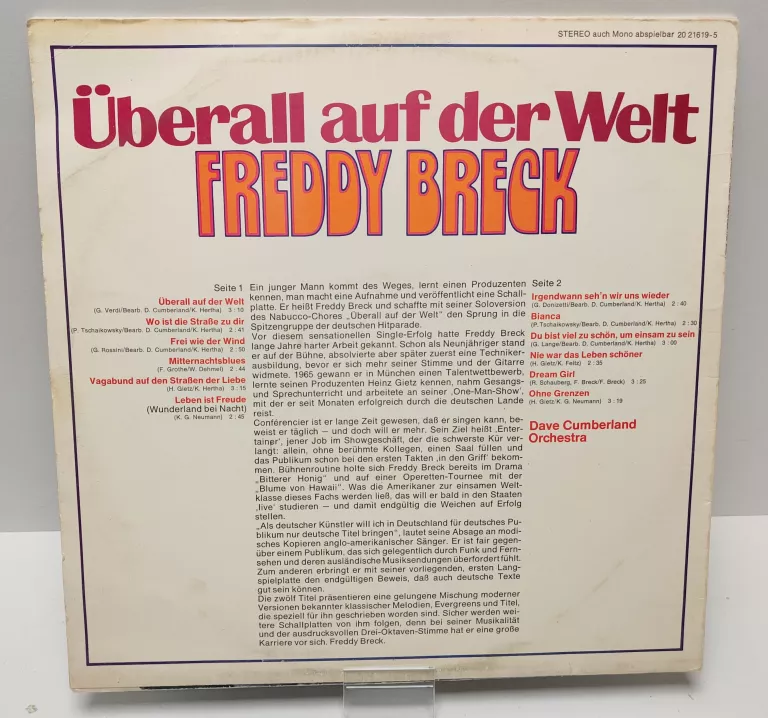 STEREO auch Mono abspielbar 20 21619-5
Überall auf der Welt
FREDDY BRECK
Seite 1
Überall auf der Welt
(G. Verdi/Bearb. D. Cumberland/K. Hertha) 3:10
Wo ist die Straße zu dir
(P. Tschaikowsky/Bearb. D. Cumberland/K. Hertha) 2:41
Frei wie der Wind
(G. Rossini/Bearb. D. Cumberland/K. Hertha) 2:50
Mitternachtsblues
(F. Grothe/W. Dehmel) 2:44
Vagabund auf den Straßen der Liebe
(H. Gietz/K. Hertha) 3:15
Leben ist Freude
(Wunderland bei Nacht)
(K. G. Neumann) 2:45
Ein junger Mann kommt des Weges, lernt einen Produzenten
kennen, man macht eine Aufnahme und veröffentlicht eine Schall-
platte. Er heißt Freddy Breck und schaffte mit seiner Soloversion
des Nabucco-Chores „Überall auf der Welt" den Sprung in die
Spitzengruppe der deutschen Hitparade.
Vor diesem sensationellen Single-Erfolg hatte Freddy Breck
lange Jahre harter Arbeit gekannt. Schon als Neunjähriger stand
er auf der Bühne, absolvierte aber später zuerst eine Techniker-
ausbildung, bevor er sich mehr seiner Stimme und der Gitarre
widmete. 1965 gewann er in München einen Talentwettbewerb,
lernte seinen Produzenten Heinz Gietz kennen, nahm Gesangs-
und Sprechunterricht und arbeitete an seiner ‚One-Man-Show',
mit der er seit Monaten erfolgreich durch die deutschen Lande
reist.
Conférencier ist er lange Zeit gewesen, daß er singen kann, be-
weist er täglich — und doch will er mehr. Sein Ziel heißt ‚Enter-
tainer', jener Job im Showgeschäft, der die schwerste Kür ver-
langt: allein, ohne berühmte Kollegen, einen Saal füllen und
das Publikum schon bei den ersten Takten ‚in den Griff' bekom-
men. Bühnenroutine holte sich Freddy Breck bereits im Drama
„Bitterer Honig" und auf einer Operetten-Tournee mit der
„Blume von Hawaii". Was die Amerikaner zur einsamen Welt-
klasse dieses Fachs werden ließ, das will er bald in den Staaten
‚live' studieren — und damit endgültig die Weichen auf Erfolg
stellen.
„Als deutscher Künstler will ich in Deutschland für deutsches Pu-
blikum nur deutsche Titel bringen", lautet seine Absage an modi-
sches Kopieren anglo-amerikanischer Sänger. Er ist fair gegen-
über einem Publikum, das sich gelegentlich durch Funk und Fern-
sehen und deren ausländische Musiksendungen überfordert fühlt.
Zum anderen erbringt er mit seiner vorliegenden, ersten Lang-
spielplatte den endgültigen Beweis, daß auch deutsche Texte
gut sein können.
Die zwölf Titel präsentieren eine gelungene Mischung moderner
Versionen bekannter klassischer Melodien, Evergreens und Titel,
die speziell für ihn geschrieben worden sind. Sicher werden wei-
tere Schallplatten von ihm folgen, denn bei seiner Musikalität
und der ausdrucksvollen Drei-Oktaven-Stimme hat er eine große
Karriere vor sich. Freddy Breck.
Seite 2
Irgendwann seh'n wir uns wieder
(G. Donizetti/Bearb. D. Cumberland/K. Hertha) 2:40
Bianca
(P. Tschaikowsky/Bearb. D. Cumberland/K. Hertha) 2:30
Du bist viel zu schön, um einsam zu sein
(G. Lange/Bearb. D. Cumberland/K. Hertha) 3:00
Nie war das Leben schöner
(H. Gietz/K. Feltz) 2:35
Dream Girl
(R. Schauberg, F. Breck/F. Breck) 3:25
Ohne Grenzen
(H. Gietz/K. G. Neumann) 3:19
Dave Cumberland
Orchestra